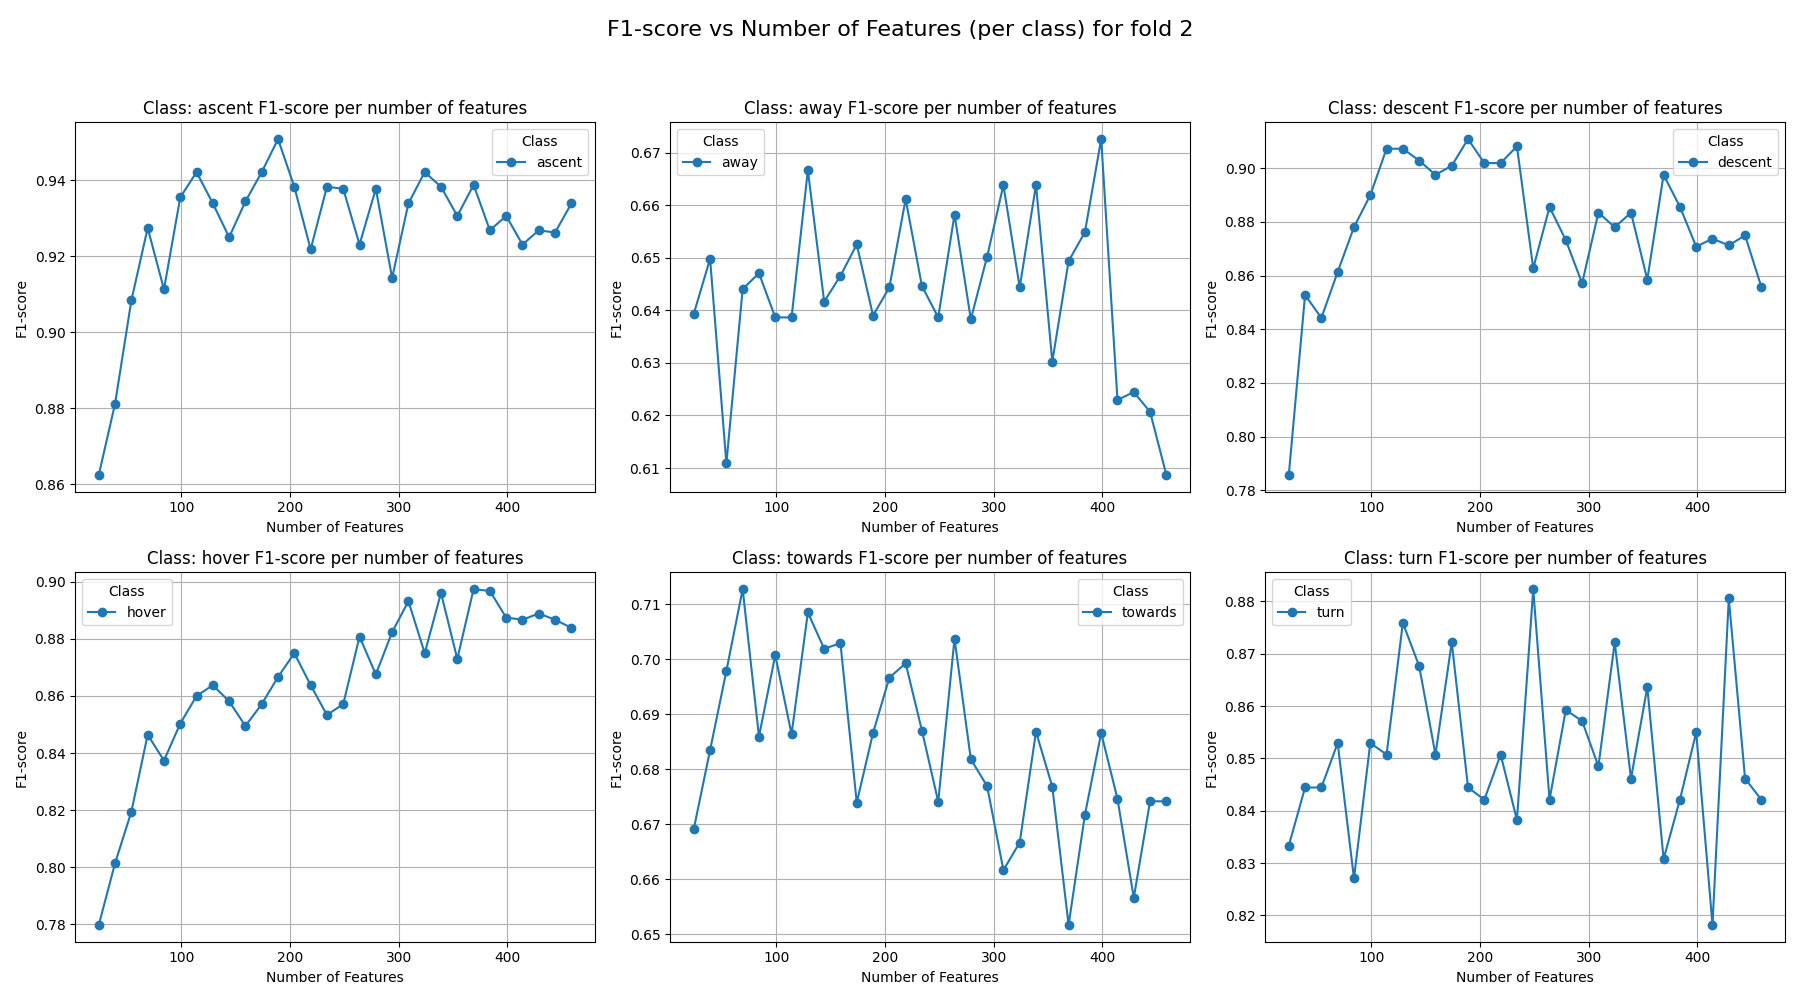 F1-score vs Number of Features (per class) for fold 2
Class: ascent F1-score per number of features
Class
ascent
F1-score
0.94
0.92
0.90
0.88
0.86
100 200 300 400
Number of Features
Class: away F1-score per number of features
Class
away
F1-score
0.67
0.66
0.65
0.64
0.63
0.62
0.61
100 200 300 400
Number of Features
Class: descent F1-score per number of features
Class
descent
F1-score
0.90
0.88
0.86
0.84
0.82
0.80
0.78
100 200 300 400
Number of Features
Class: hover F1-score per number of features
Class
hover
F1-score
0.90
0.88
0.86
0.84
0.82
0.80
0.78
100 200 300 400
Number of Features
Class: towards F1-score per number of features
Class
towards
F1-score
0.71
0.70
0.69
0.68
0.67
0.66
0.65
100 200 300 400
Number of Features
Class: turn F1-score per number of features
Class
turn
F1-score
0.88
0.87
0.86
0.85
0.84
0.83
0.82
100 200 300 400
Number of Features